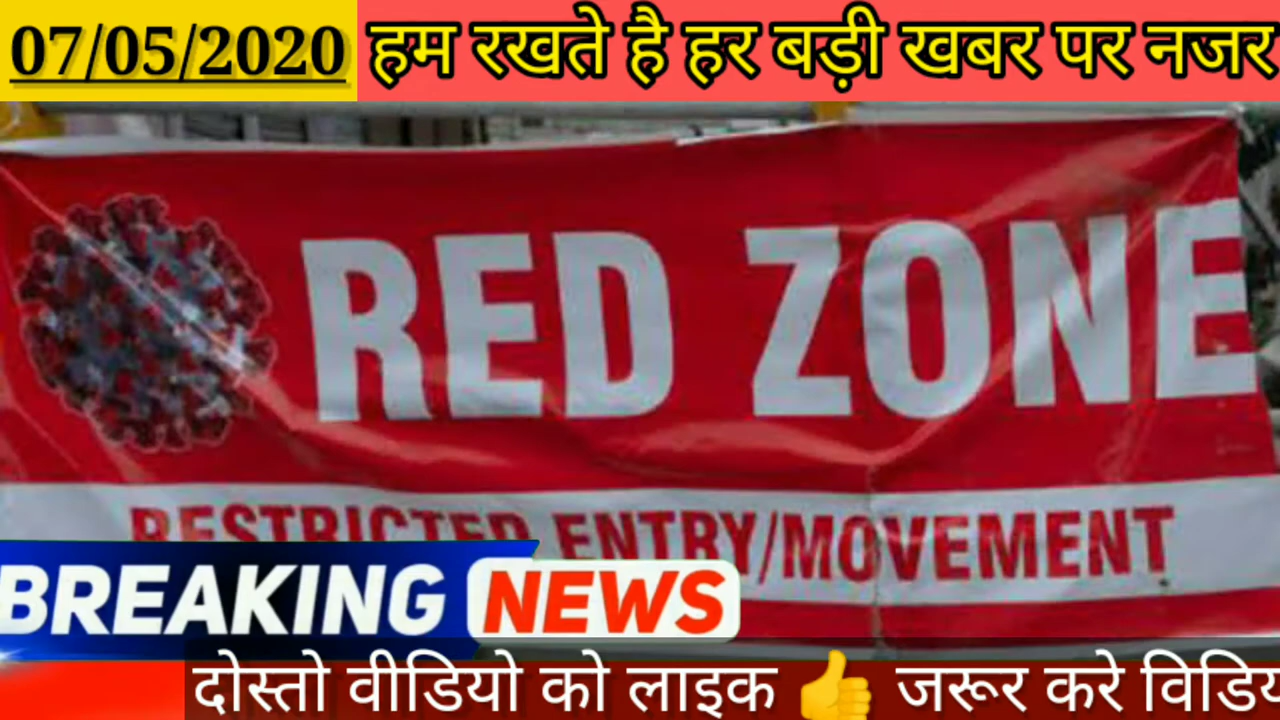 07/05/2020 हम रखते है हर बड़ी खबर पर नजर
RED ZONE
RESTRICTED ENTRY/MOVEMENT
BREAKING NEWS
दोस्तो वीडियो को लाइक 👍 जरूर करे विडिय